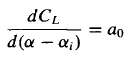 dC_L / d(α − α_i) = a_0